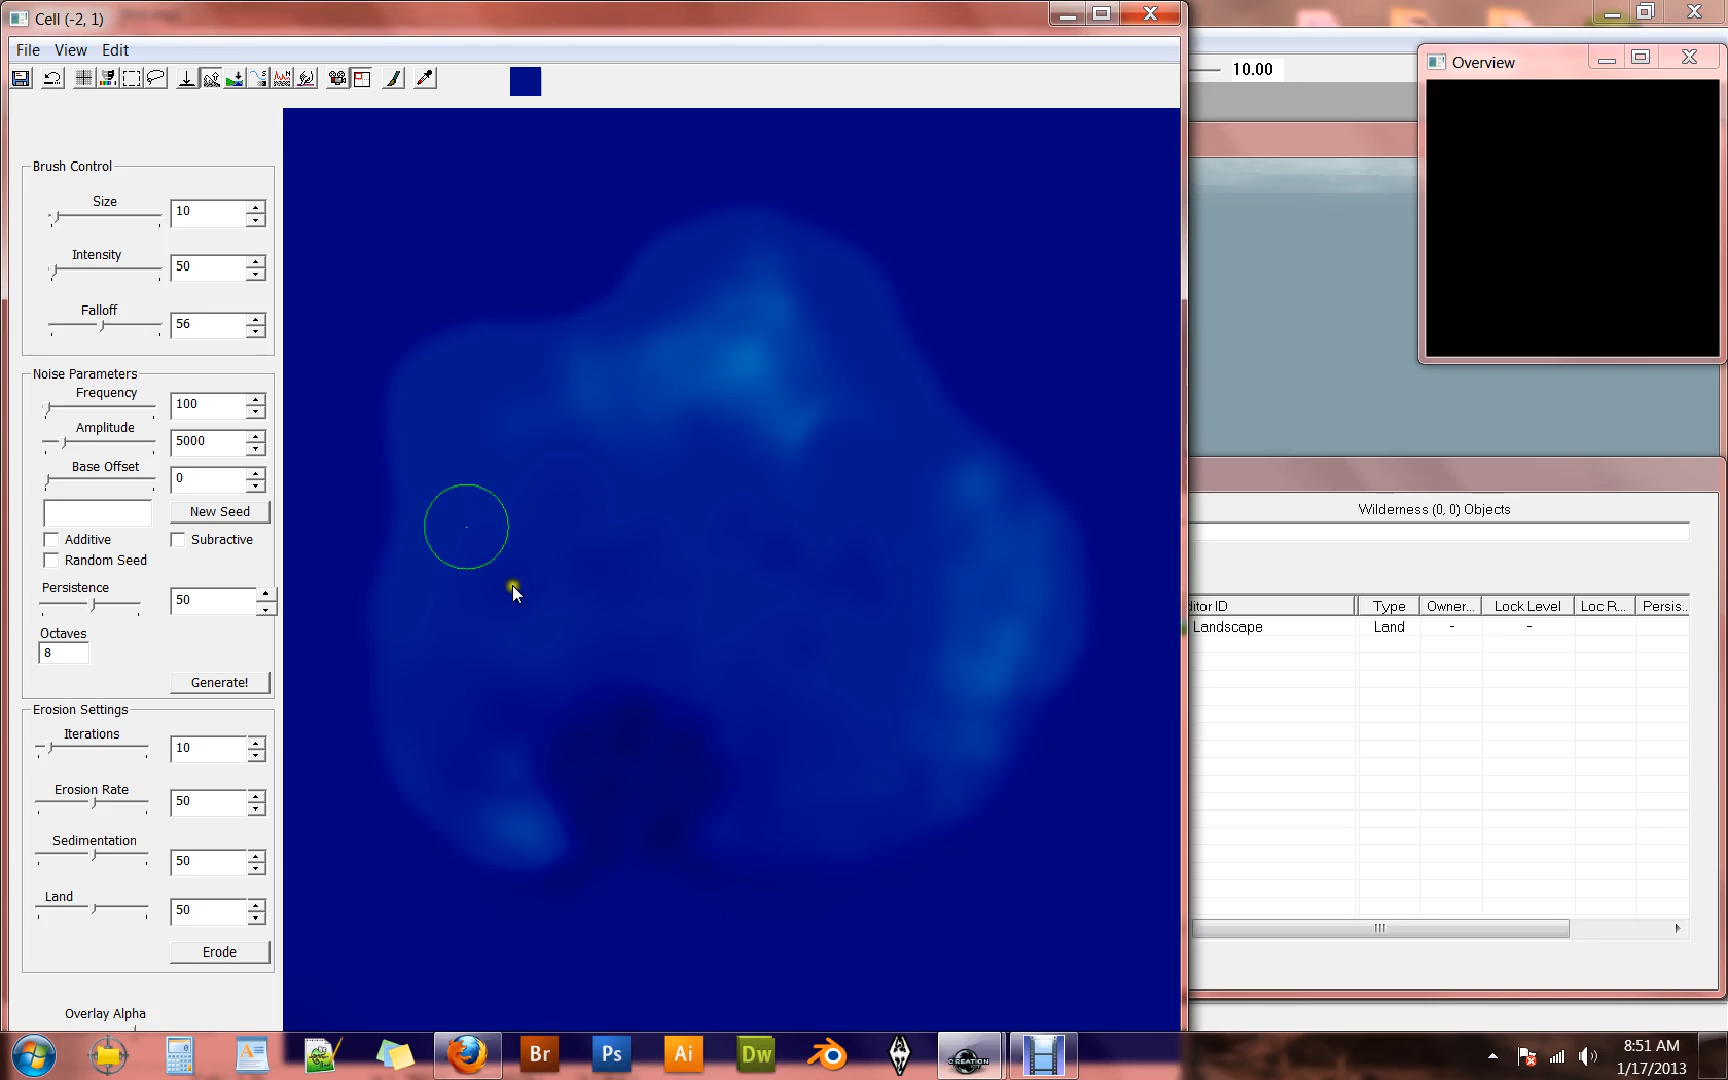 Cell (-2, 1)
File View Edit
10.00
Overview
Brush Control
Size
10
Intensity
50
Falloff
56
Noise Parameters
Frequency
100
Amplitude
5000
Base Offset
0
New Seed
Additive
Subractive
Random Seed
Persistence
50
Octaves
8
Generate!
Erosion Settings
Iterations
10
Erosion Rate
50
Sedimentation
50
Land
50
Erode
Overlay Alpha
Wilderness (0, 0) Objects
ditor ID Type Owner... Lock Level Loc R... Persis..
Landscape Land - -
Br Ps Ai Dw
CREATION
8:51 AM
1/17/2013